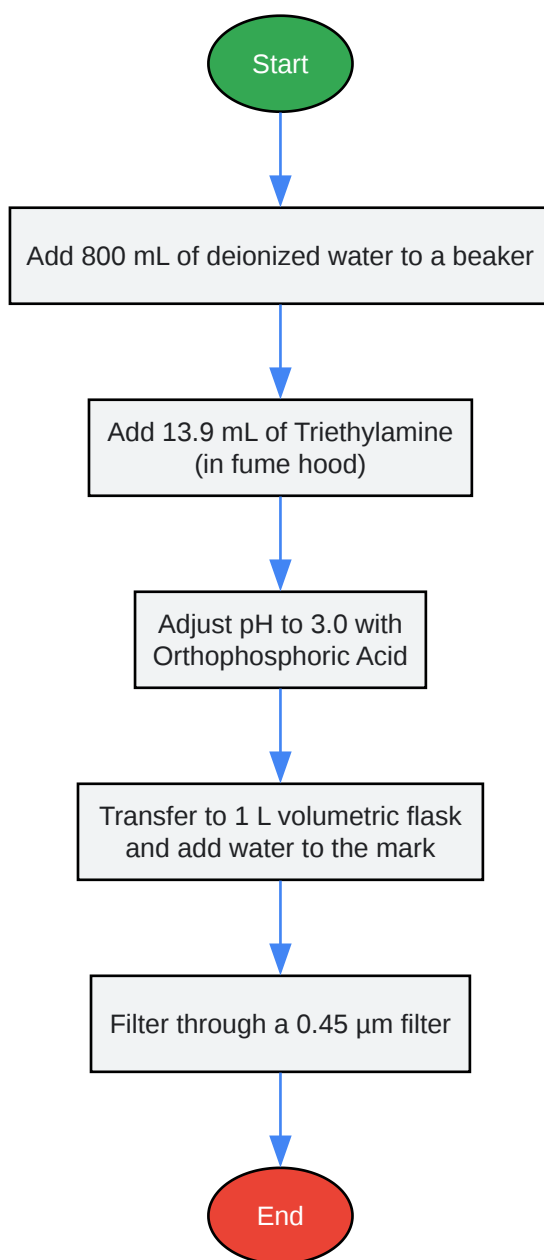 Start
Add 800 mL of deionized water to a beaker
Add 13.9 mL of Triethylamine
(in fume hood)
Adjust pH to 3.0 with
Orthophosphoric Acid
Transfer to 1 L volumetric flask
and add water to the mark
Filter through a 0.45 µm filter
End